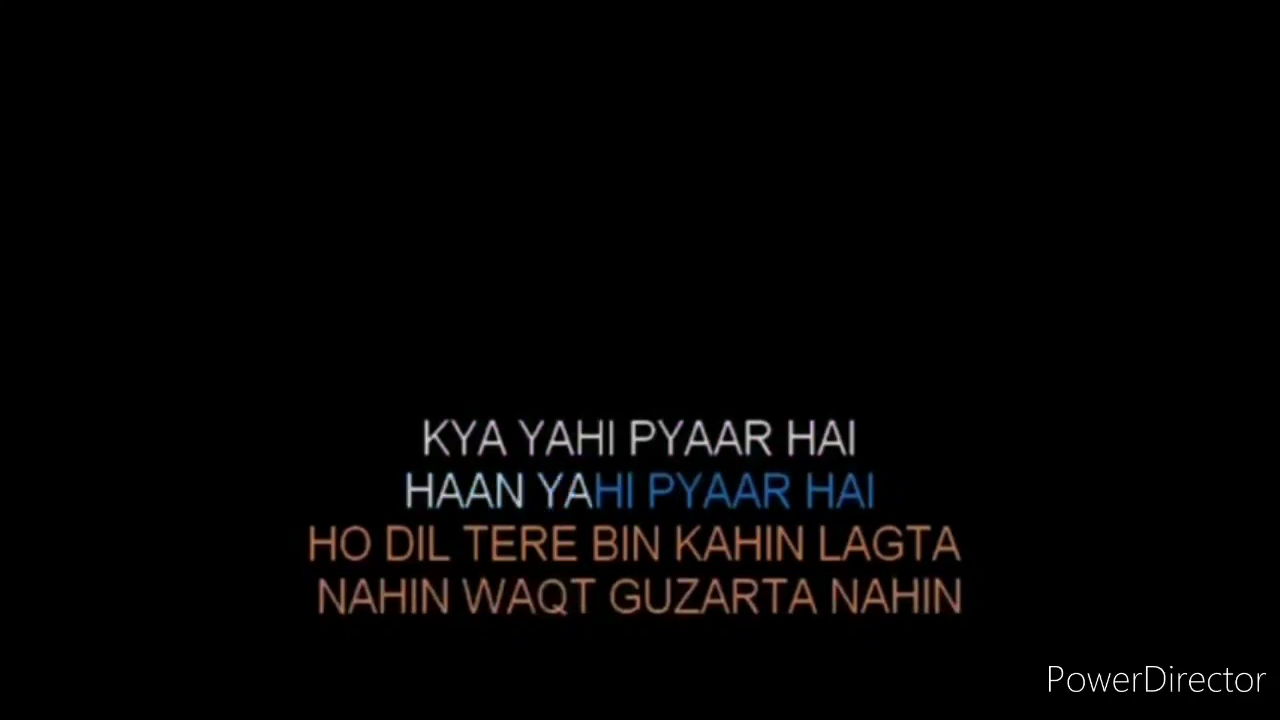 KYA YAHI PYAAR HAI
HAAN YAHI PYAAR HAI
HO DIL TERE BIN KAHIN LAGTA
NAHIN WAQT GUZARTA NAHIN
PowerDirector